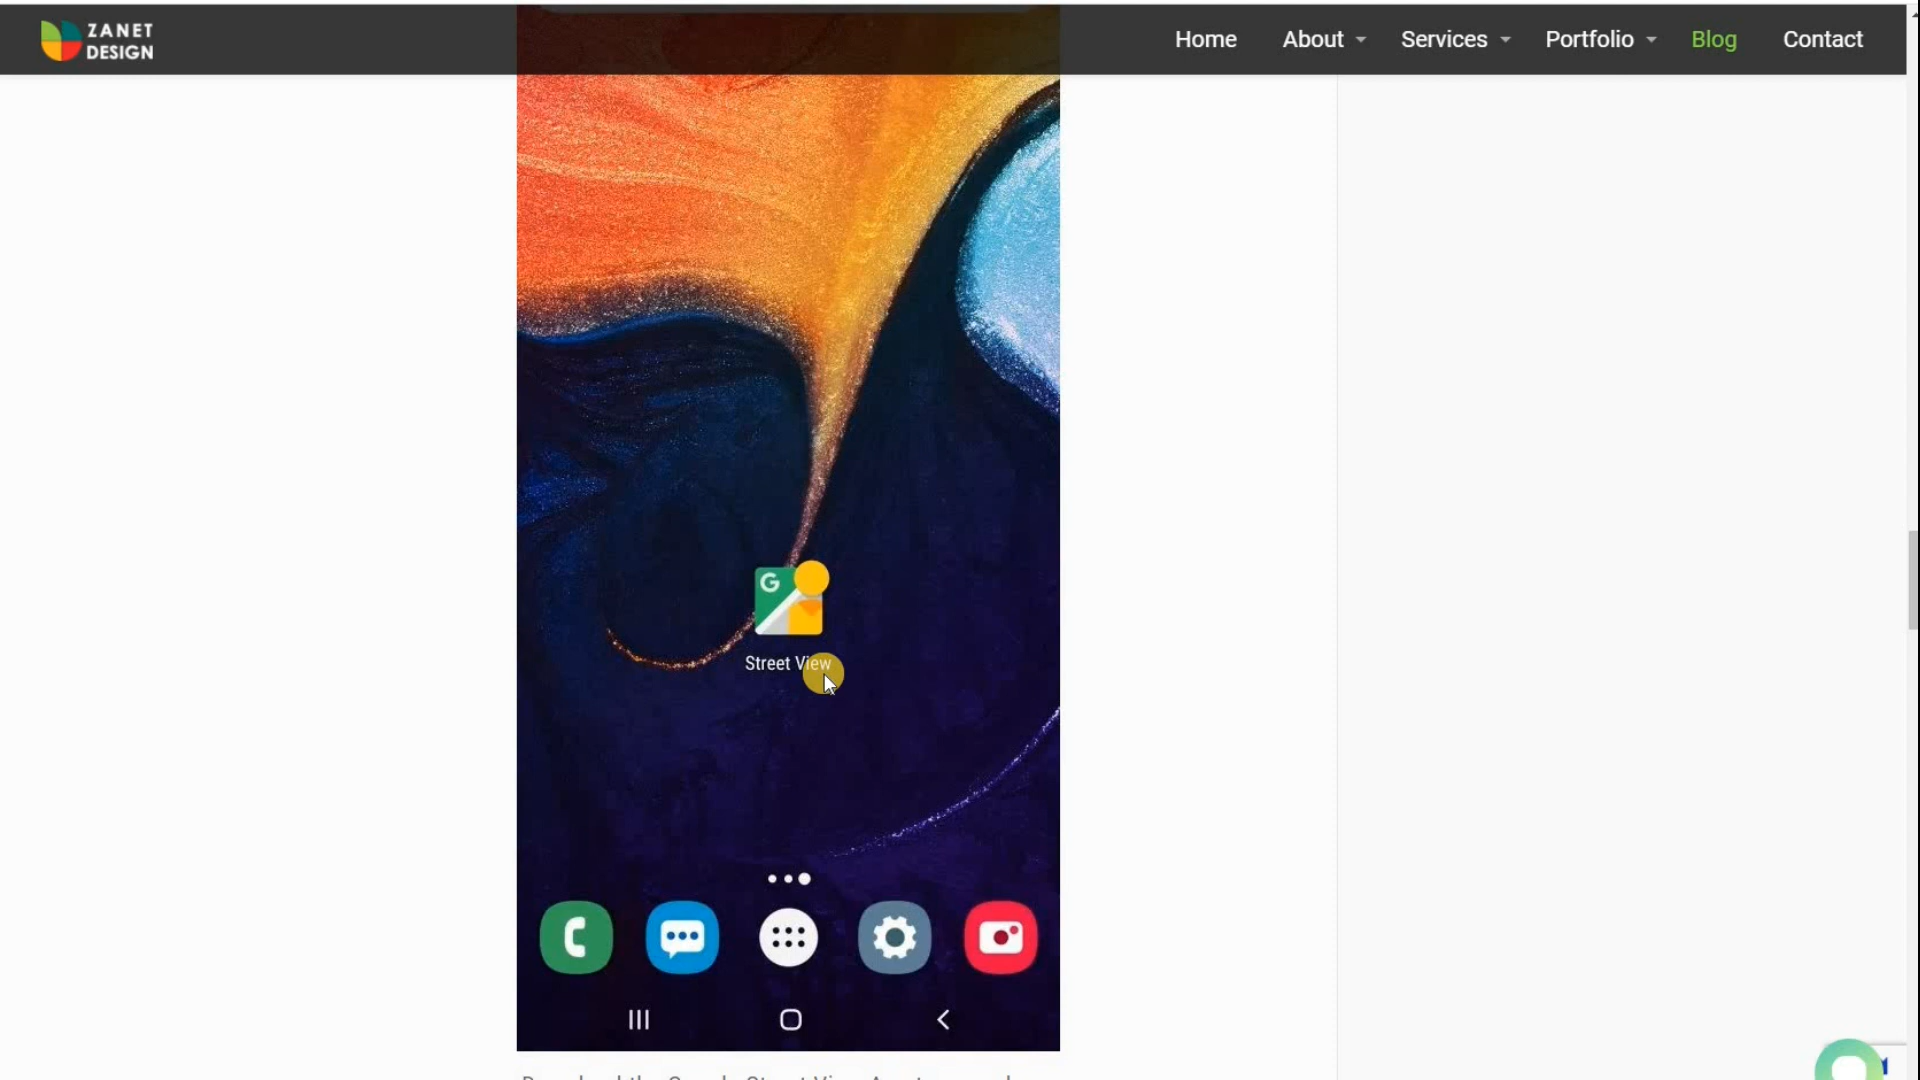 ZANET
DESIGN
Home
About
Services
Portfolio
Blog
Contact
G
Street View